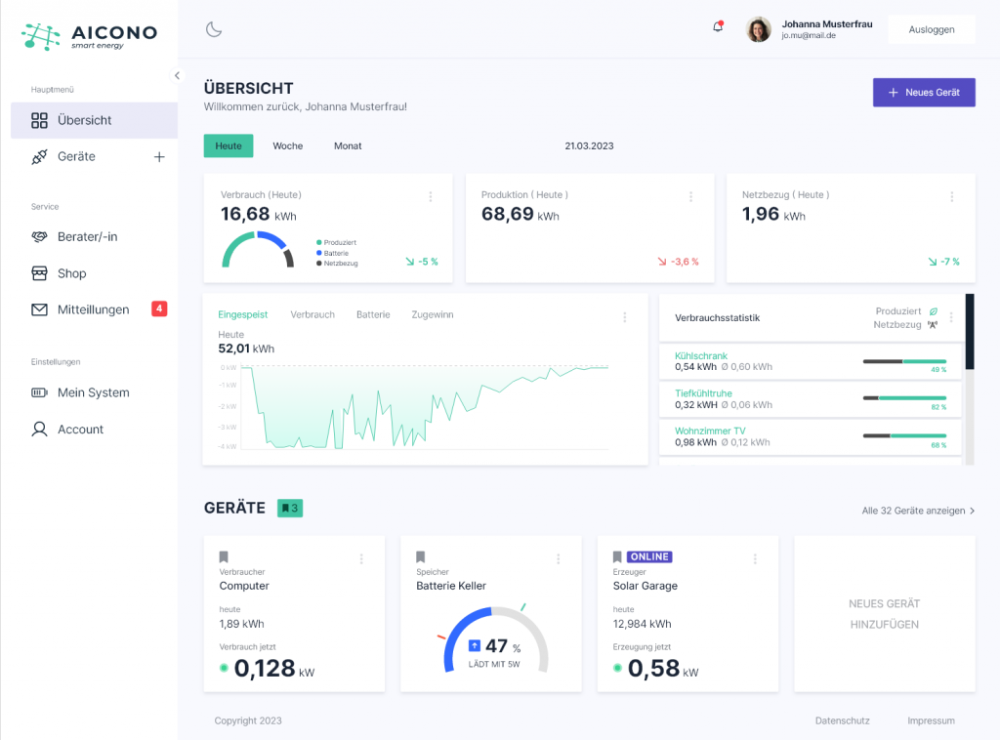 AICONO
smart energy
Hauptmenü
Übersicht
Geräte
Service
Berater/-in
Shop
Mitteillungen 4
Einstellungen
Mein System
Account
Johanna Musterfrau
jo.mu@mail.de
Ausloggen
ÜBERSICHT
Willkommen zurück, Johanna Musterfrau!
+ Neues Gerät
Heute Woche Monat 21.03.2023
Verbrauch (Heute)
16,68 kWh
Produziert
Batterie
Netzbezug
-5 %
Produktion ( Heute )
68,69 kWh
-3,6 %
Netzbezug ( Heute )
1,96 kWh
-7 %
Eingespeist Verbrauch Batterie Zugewinn
Heute
52,01 kWh
0 kW
-1 kW
-2 kW
-3 kW
-4 kW
Verbrauchsstatistik
Produziert
Netzbezug
Kühlschrank
0,54 kWh Ø 0,60 kWh
49 %
Tiefkühltruhe
0,32 kWH Ø 0,06 kWh
82 %
Wohnzimmer TV
0,98 kWh Ø 0,12 kWh
68 %
GERÄTE 3
Alle 32 Geräte anzeigen >
Verbraucher
Computer
heute
1,89 kWh
Verbrauch jetzt
0,128 kW
Speicher
Batterie Keller
47 %
LÄDT MIT 5W
ONLINE
Erzeuger
Solar Garage
heute
12,984 kWh
Erzeugung jetzt
0,58 kW
NEUES GERÄT
HINZUFÜGEN
Copyright 2023
Datenschutz
Impressum